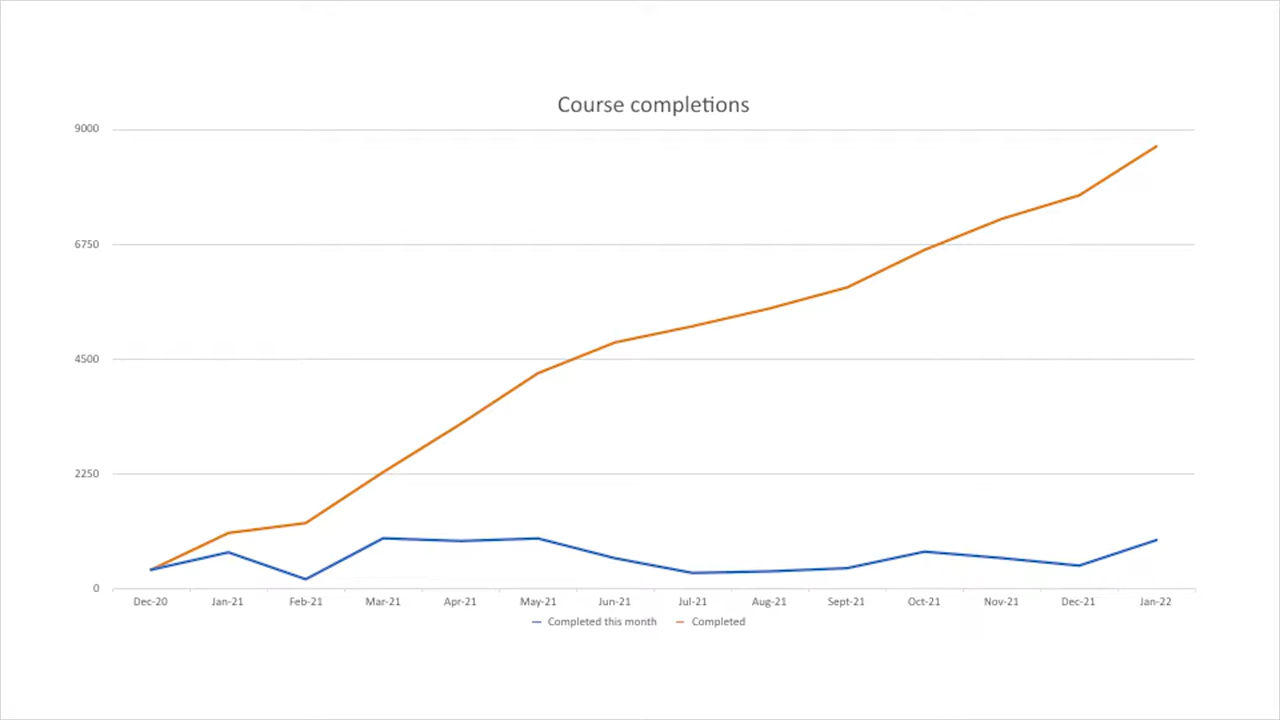 Course completions
9000
6750
4500
2250
0
Dec-20 Jan-21 Feb-21 Mar-21 Apr-21 May-21 Jun-21 Jul-21 Aug-21 Sept-21 Oct-21 Nov-21 Dec-21 Jan-22
Completed this month Completed